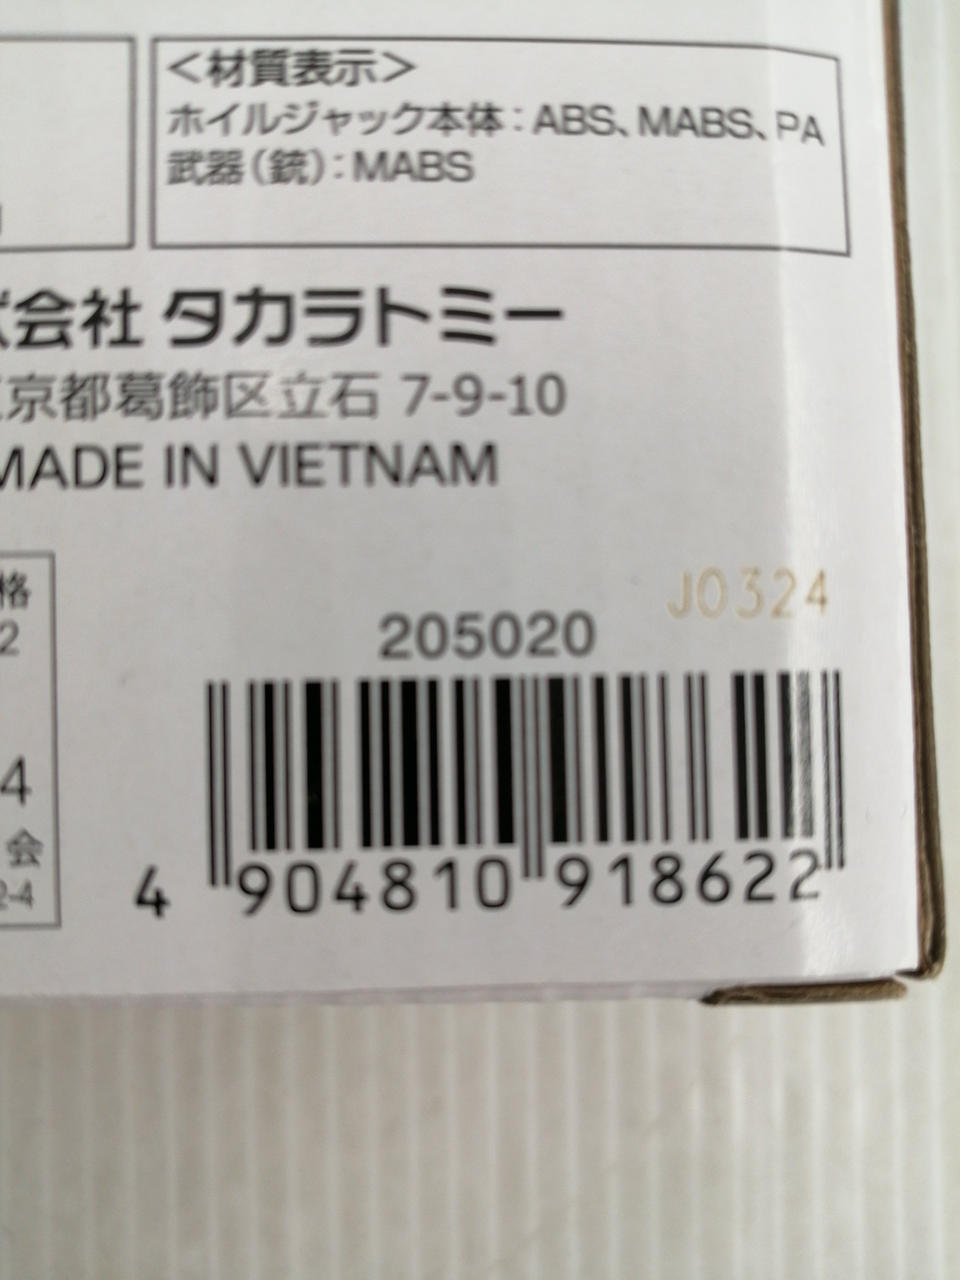 <材質表示>
ホイルジャック本体：ABS、MABS、PA
武器（銃）：MABS
会社 タカラトミー
京都葛飾区立石 7-9-10
MADE IN VIETNAM
格
2
4
会
2-4
J0324
205020
4 904810 918622